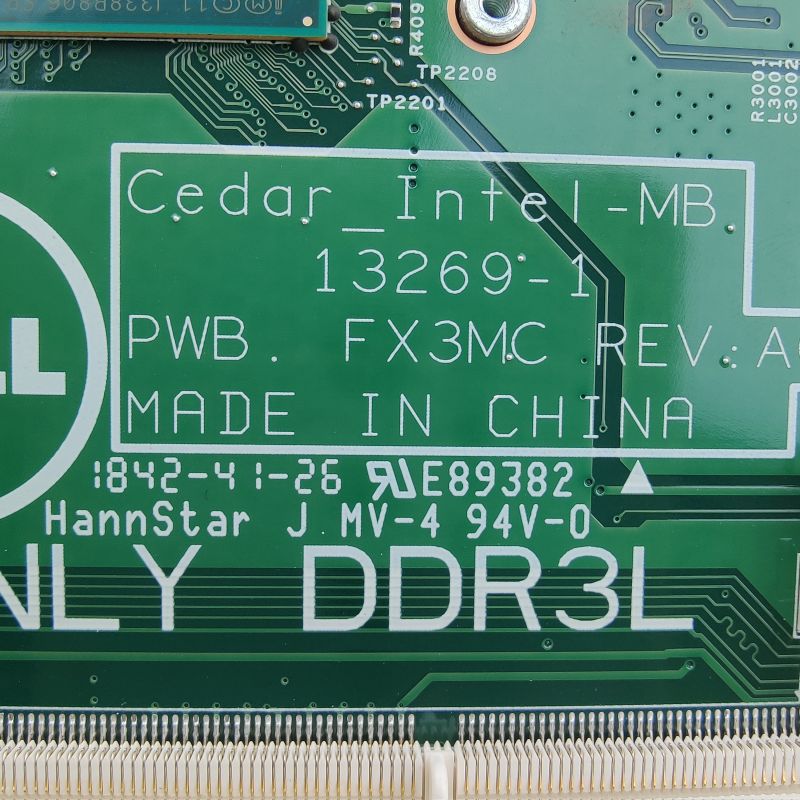 R409
TP2208
TP2201
R3001
L3001
C3002
Cedar_Intel-MB
13269-1
PWB. FX3MC REV:A
MADE IN CHINA
1842-41-26 E89382
HannStar J MV-4 94V-0
NLY DDR3L